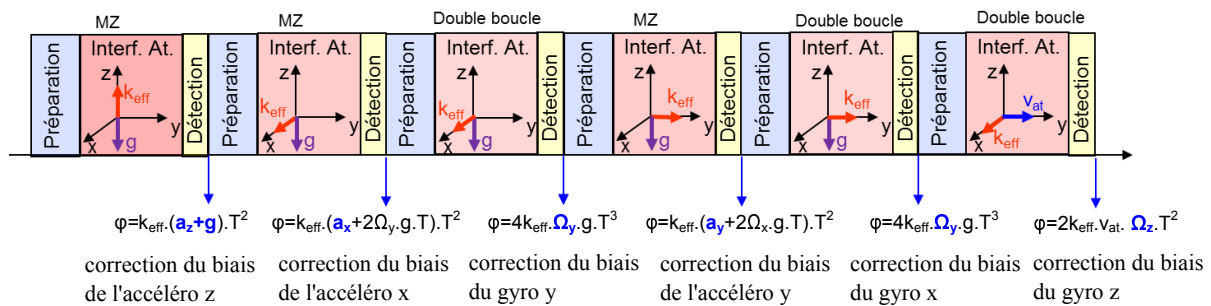 MZ
MZ
Double boucle
MZ
Double boucle
Double boucle
Préparation
Interf. At.
z
k_eff
y
x
g
Détection
Préparation
Interf. At.
z
k_eff
y
x
g
Détection
Préparation
Interf. At.
z
k_eff
y
x
g
Détection
Préparation
Interf. At.
z
k_eff
y
x
g
Détection
Préparation
Interf. At.
z
k_eff
y
x
g
Détection
Préparation
Interf. At.
z
v_at
y
x
k_eff
g
Détection
φ=k_eff.(a_z+g).T²
φ=k_eff.(a_x+2Ω_y.g.T).T²
φ=4k_eff.Ω_y.g.T³
φ=k_eff.(a_y+2Ω_x.g.T).T²
φ=4k_eff.Ω_y.g.T³
φ=2k_eff.v_at. Ω_z.T²
correction du biais
de l'accéléro z
correction du biais
de l'accéléro x
correction du biais
du gyro y
correction du biais
de l'accéléro y
correction du biais
du gyro x
correction du biais
du gyro z